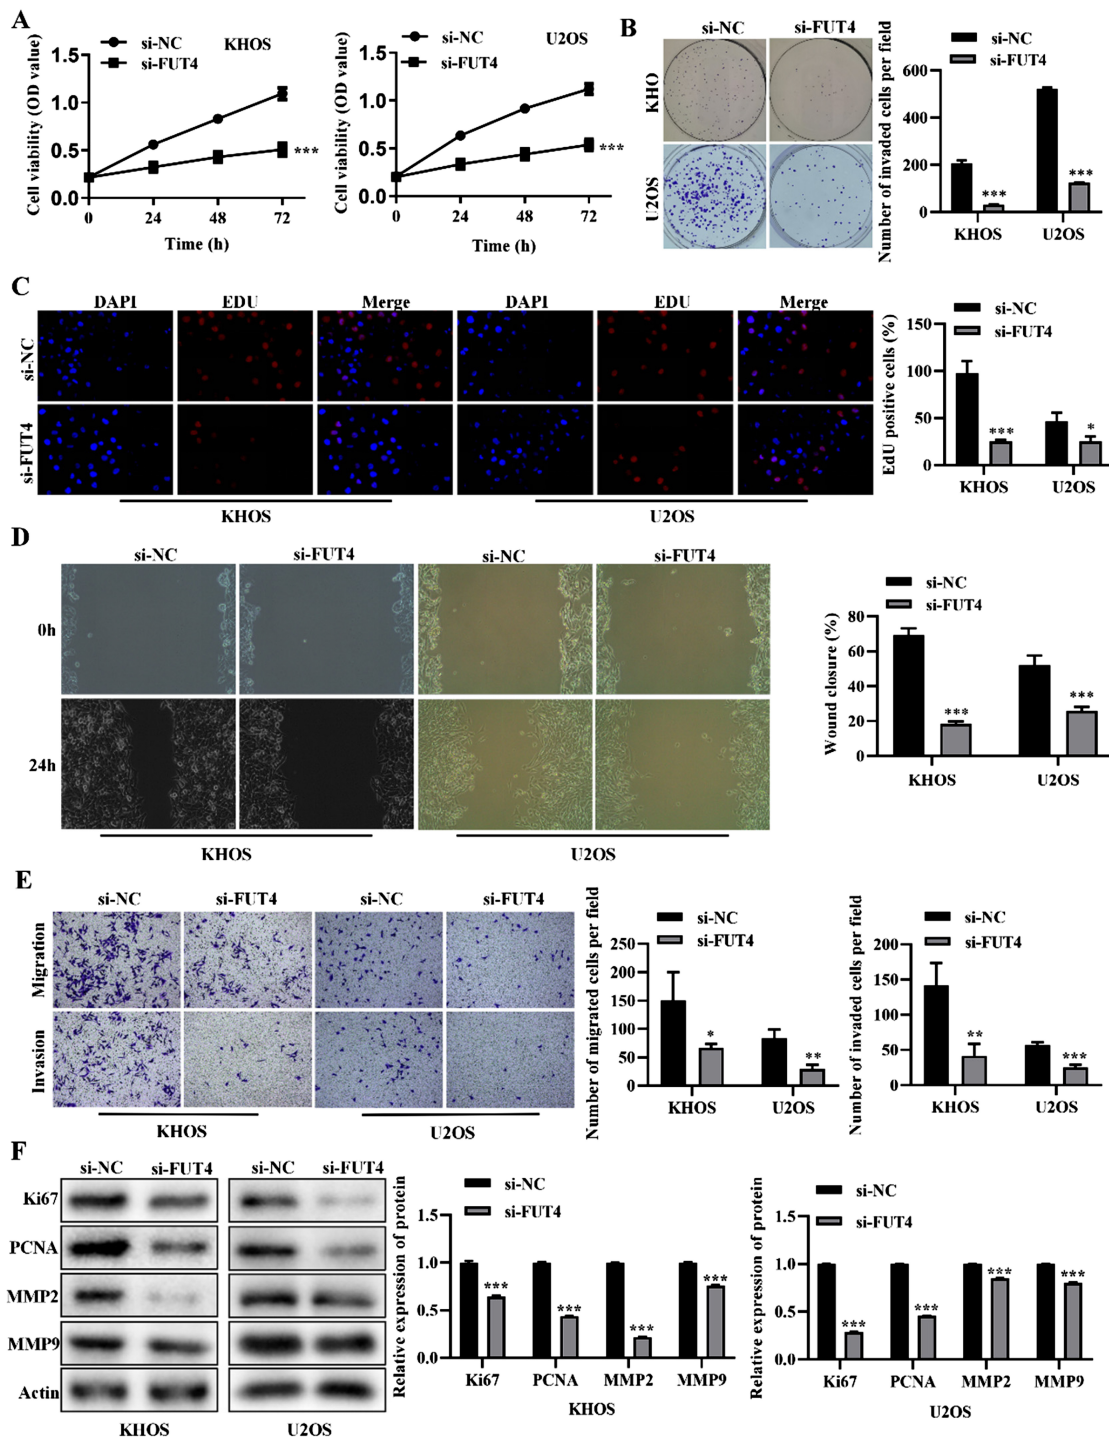 A
si-NC
KHOS
si-FUT4
Cell viability (OD value)
1.5
1.0
0.5
0.0
***
0 24 48 72
Time (h)
si-NC
U2OS
si-FUT4
Cell viability (OD value)
1.5
1.0
0.5
0.0
***
0 24 48 72
Time (h)
B
si-NC si-FUT4
KHO
U2OS
si-NC
si-FUT4
Number of invaded cells per field
600
400
200
0
*** ***
KHOS U2OS
C
DAPI EDU Merge DAPI EDU Merge
si-NC
si-FUT4
KHOS U2OS
si-NC
si-FUT4
EdU positive cells (%)
150
100
50
0
*** *
KHOS U2OS
D
si-NC si-FUT4 si-NC si-FUT4
0h
24h
KHOS U2OS
si-NC
si-FUT4
Wound closure (%)
80
60
40
20
0
*** ***
KHOS U2OS
E
si-NC si-FUT4 si-NC si-FUT4
Migration
Invasion
KHOS U2OS
si-NC
si-FUT4
Number of migrated cells per field
250
200
150
100
50
0
* **
KHOS U2OS
si-NC
si-FUT4
Number of invaded cells per field
200
150
100
50
0
** ***
KHOS U2OS
F
si-NC si-FUT4 si-NC si-FUT4
Ki67
PCNA
MMP2
MMP9
Actin
KHOS U2OS
si-NC
si-FUT4
Relative expression of protein
1.5
1.0
0.5
0.0
*** *** *** ***
Ki67 PCNA MMP2 MMP9
KHOS
si-NC
si-FUT4
Relative expression of protein
1.5
1.0
0.5
0.0
*** *** *** ***
Ki67 PCNA MMP2 MMP9
U2OS